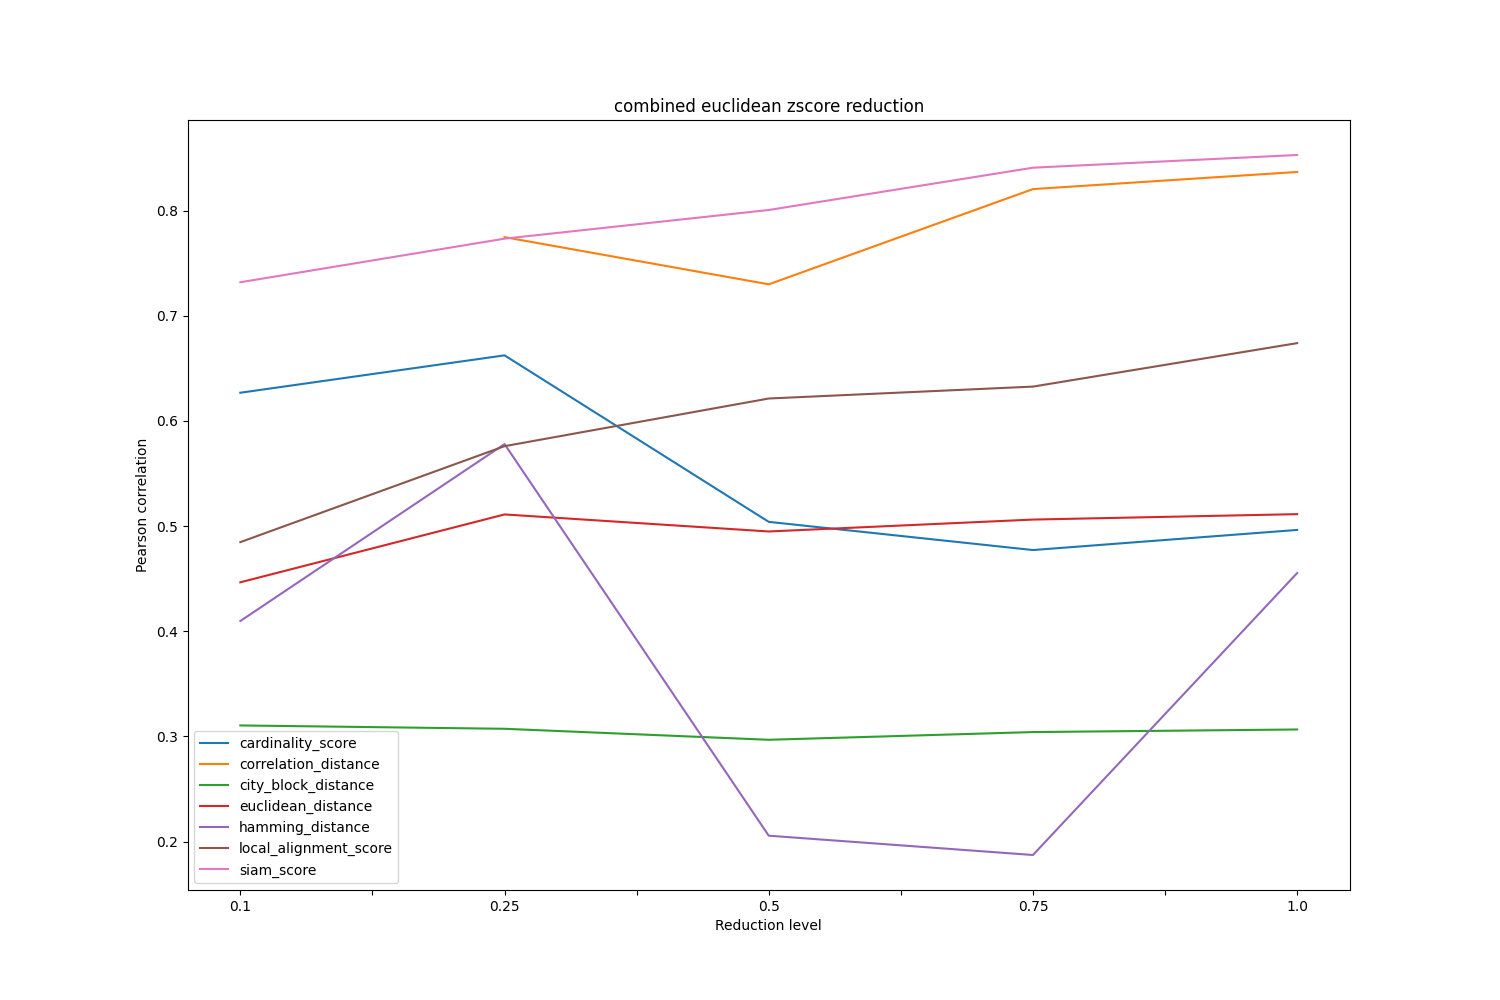 combined euclidean zscore reduction
Pearson correlation
0.8
0.7
0.6
0.5
0.4
0.3
0.2
cardinality_score
correlation_distance
city_block_distance
euclidean_distance
hamming_distance
local_alignment_score
siam_score
0.1 0.25 0.5 0.75 1.0
Reduction level